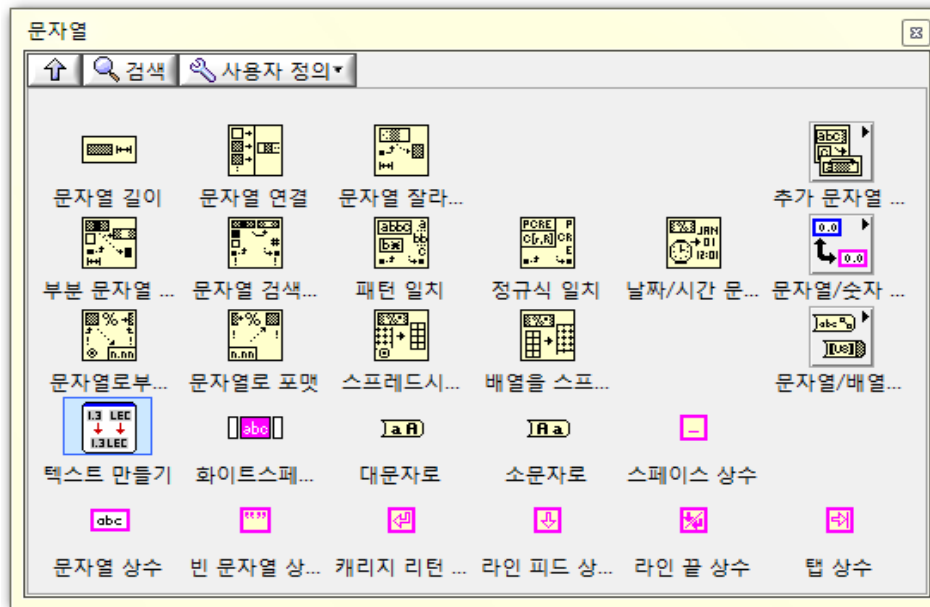 문자열
검색 사용자 정의
문자열 길이 문자열 연결 문자열 잘라... 추가 문자열 ...
부분 문자열 ... 문자열 검색... 패턴 일치 정규식 일치 날짜/시간 문... 문자열/숫자 ...
문자열로부... 문자열로 포맷 스프레드시... 배열을 스프... 문자열/배열...
텍스트 만들기 화이트스페... 대문자로 소문자로 스페이스 상수
문자열 상수 빈 문자열 상... 캐리지 리턴 ... 라인 피드 상... 라인 끝 상수 탭 상수